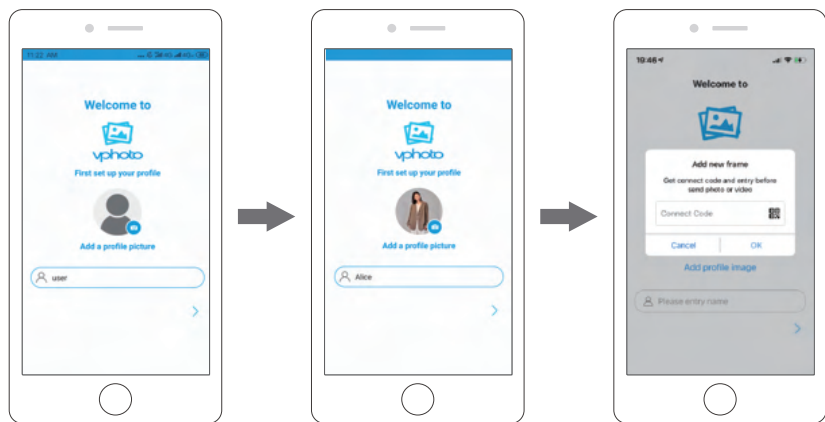 11:22 AM
Welcome to
vphoto
First set up your profile
Add a profile picture
user
Welcome to
vphoto
First set up your profile
Add a profile picture
Alice
19:46
Welcome to
Add new frame
Get connect code and entry before
send photo or video
Connect Code
Cancel OK
Add profile image
Please entry name